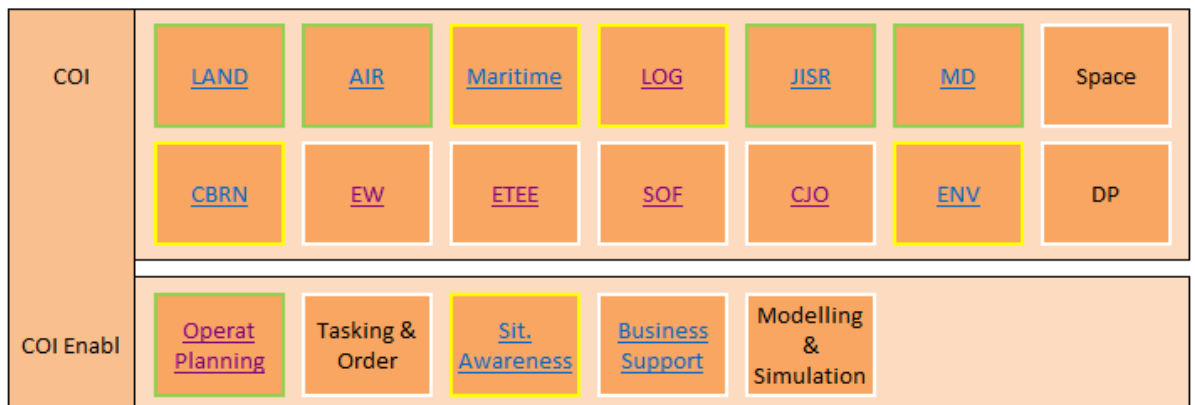 COI
LAND
AIR
Maritime
LOG
JISR
MD
Space
CBRN
EW
ETEE
SOF
CJO
ENV
DP
COI Enabl
Operat
Planning
Tasking &
Order
Sit.
Awareness
Business
Support
Modelling
&
Simulation